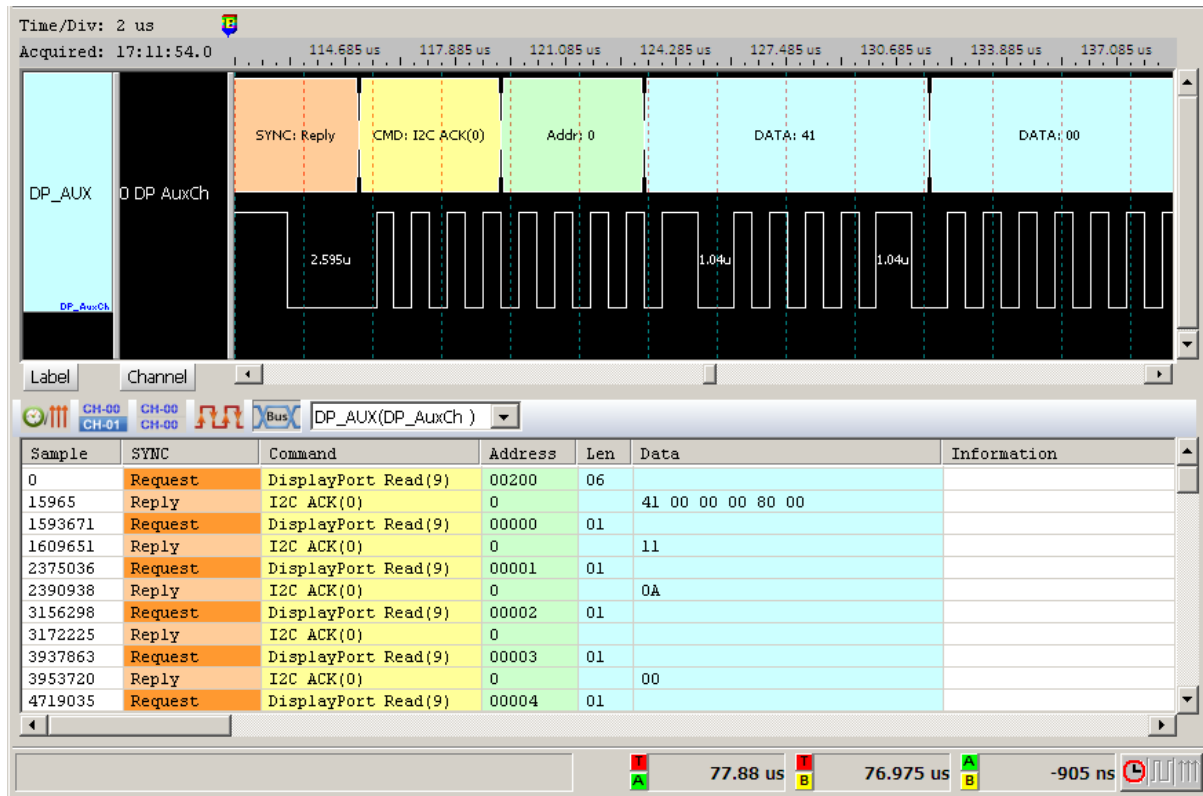 Time/Div: 2 us
B
Acquired: 17:11:54.0 114.685 us 117.885 us 121.085 us 124.285 us 127.485 us 130.685 us 133.885 us 137.085 us
SYNC: Reply CMD: I2C ACK(0) Addr: 0 DATA: 41 DATA: 00
DP_AUX 0 DP AuxCh
2.595u 1.04u 1.04u
DP_AuxCh
Label Channel
CH-00 CH-01 CH-00 CH-00 Bus DP_AUX(DP_AuxCh )
Sample SYNC Command Address Len Data Information
0 Request DisplayPort Read(9) 00200 06
15965 Reply I2C ACK(0) 0 41 00 00 00 80 00
1593671 Request DisplayPort Read(9) 00000 01
1609651 Reply I2C ACK(0) 0 11
2375036 Request DisplayPort Read(9) 00001 01
2390938 Reply I2C ACK(0) 0 0A
3156298 Request DisplayPort Read(9) 00002 01
3172225 Reply I2C ACK(0) 0
3937863 Request DisplayPort Read(9) 00003 01
3953720 Reply I2C ACK(0) 0 00
4719035 Request DisplayPort Read(9) 00004 01
T A 77.88 us T B 76.975 us A B -905 ns